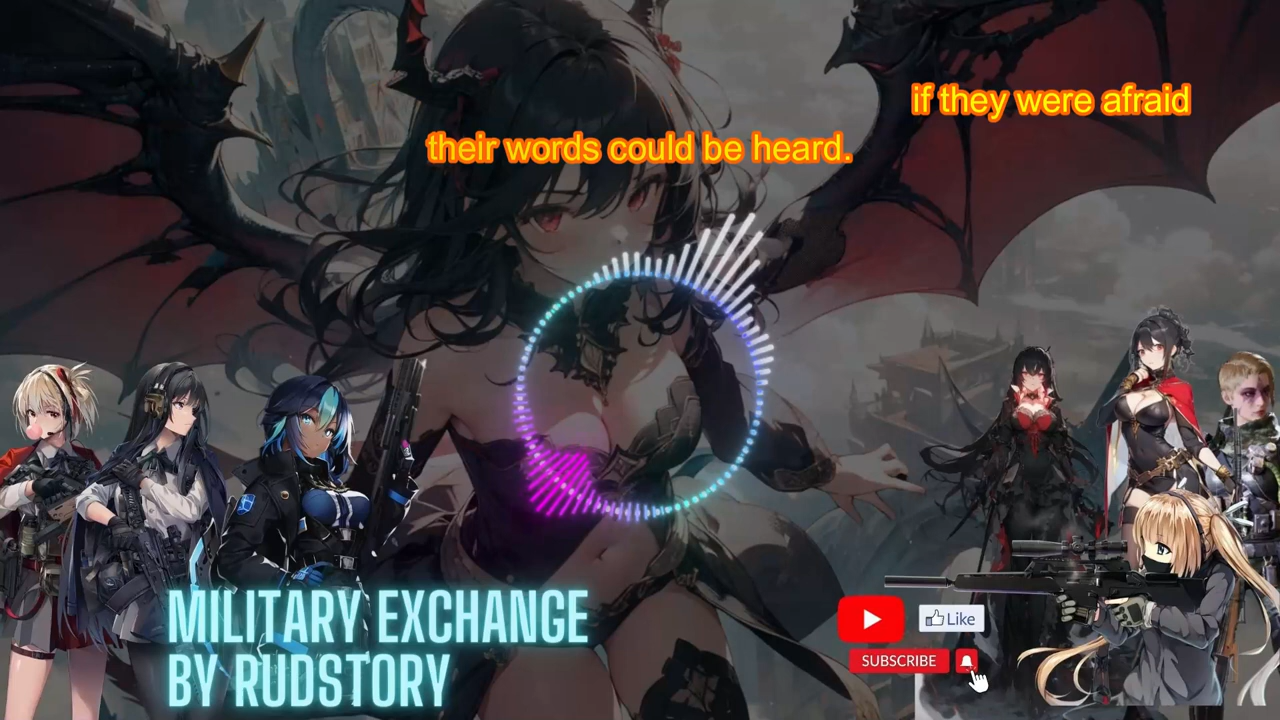 if they were afraid
their words could be heard.
MILITARY EXCHANGE
BY RUDSTORY
Like
SUBSCRIBE